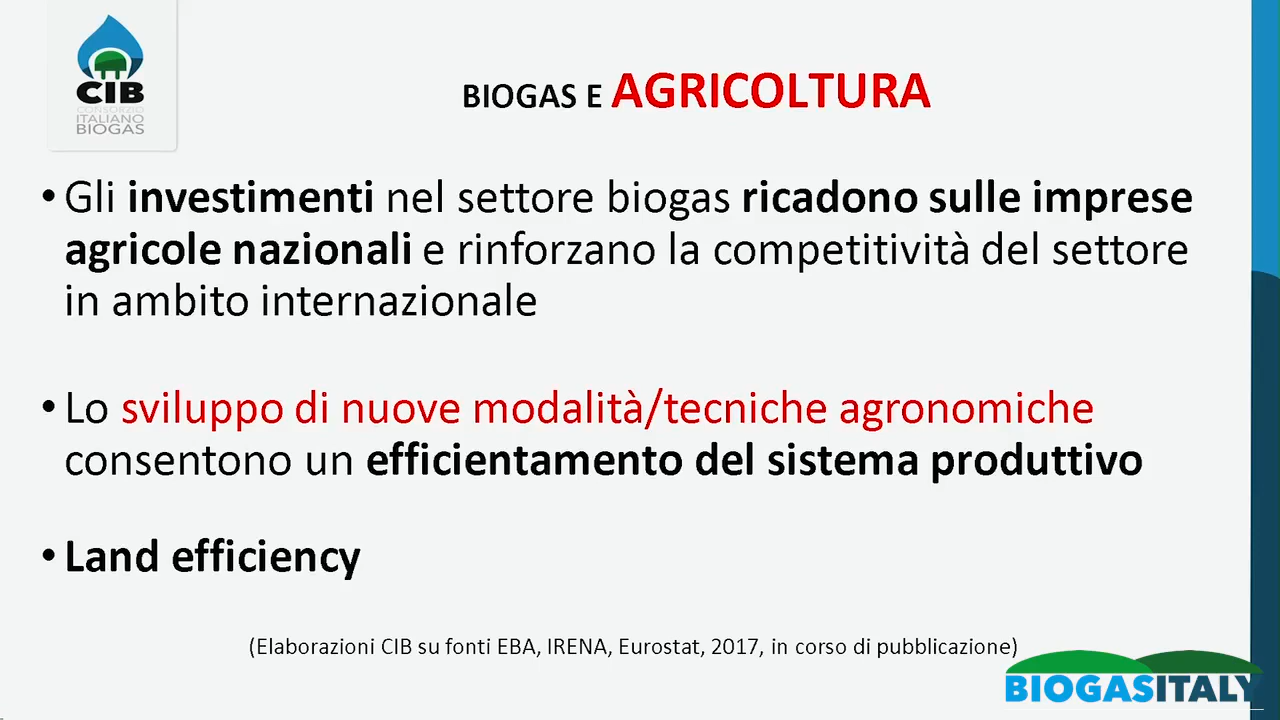 CIB
CONSORZIO
ITALIANO
BIOGAS
BIOGAS E AGRICOLTURA
• Gli investimenti nel settore biogas ricadono sulle imprese
agricole nazionali e rinforzano la competitività del settore
in ambito internazionale
• Lo sviluppo di nuove modalità/tecniche agronomiche
consentono un efficientamento del sistema produttivo
• Land efficiency
(Elaborazioni CIB su fonti EBA, IRENA, Eurostat, 2017, in corso di pubblicazione)
BIOGASITALY